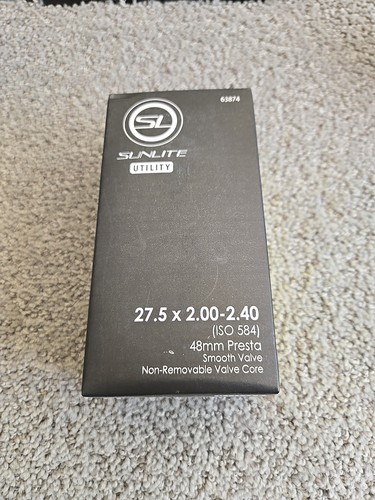 63874
SL
SUNLITE
UTILITY
27.5 x 2.00-2.40
(ISO 584)
48mm Presta
Smooth Valve
Non-Removable Valve Core